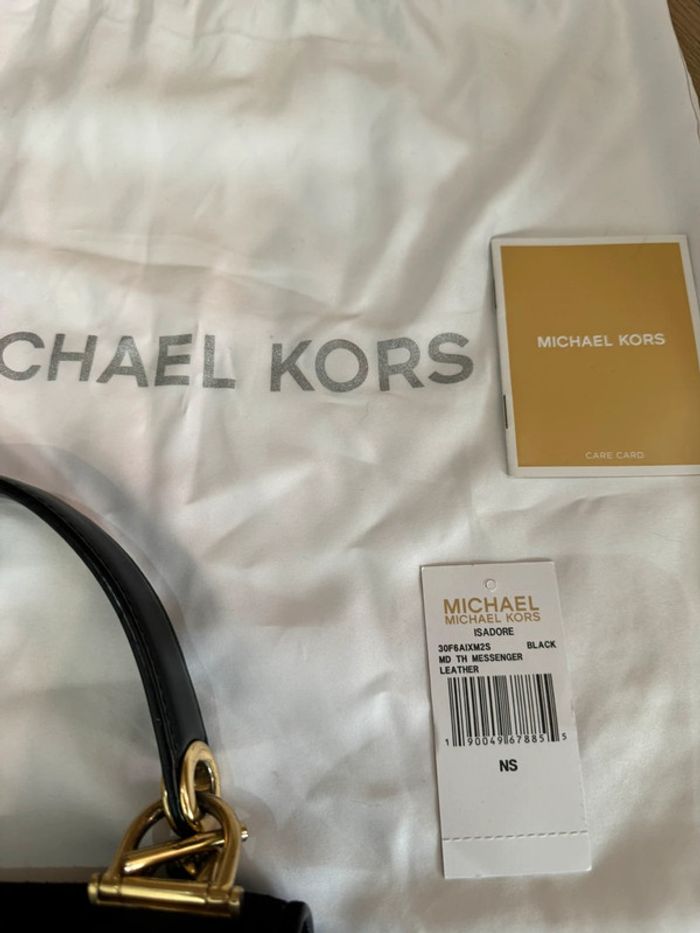 CHAEL KORS
MICHAEL KORS
CARE CARD
MICHAEL
MICHAEL KORS
ISADORE
30F6AIXM2S BLACK
MD TH MESSENGER
LEATHER
1 90049 67885 5
NS